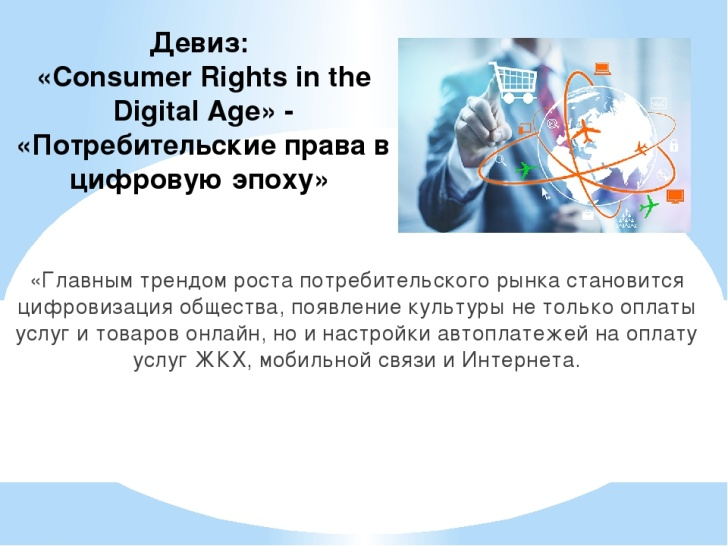 Девиз:
«Consumer Rights in the
Digital Age» -
«Потребительские права в
цифровую эпоху»
«Главным трендом роста потребительского рынка становится
цифровизация общества, появление культуры не только оплаты
услуг и товаров онлайн, но и настройки автоплатежей на оплату
услуг ЖКХ, мобильной связи и Интернета.